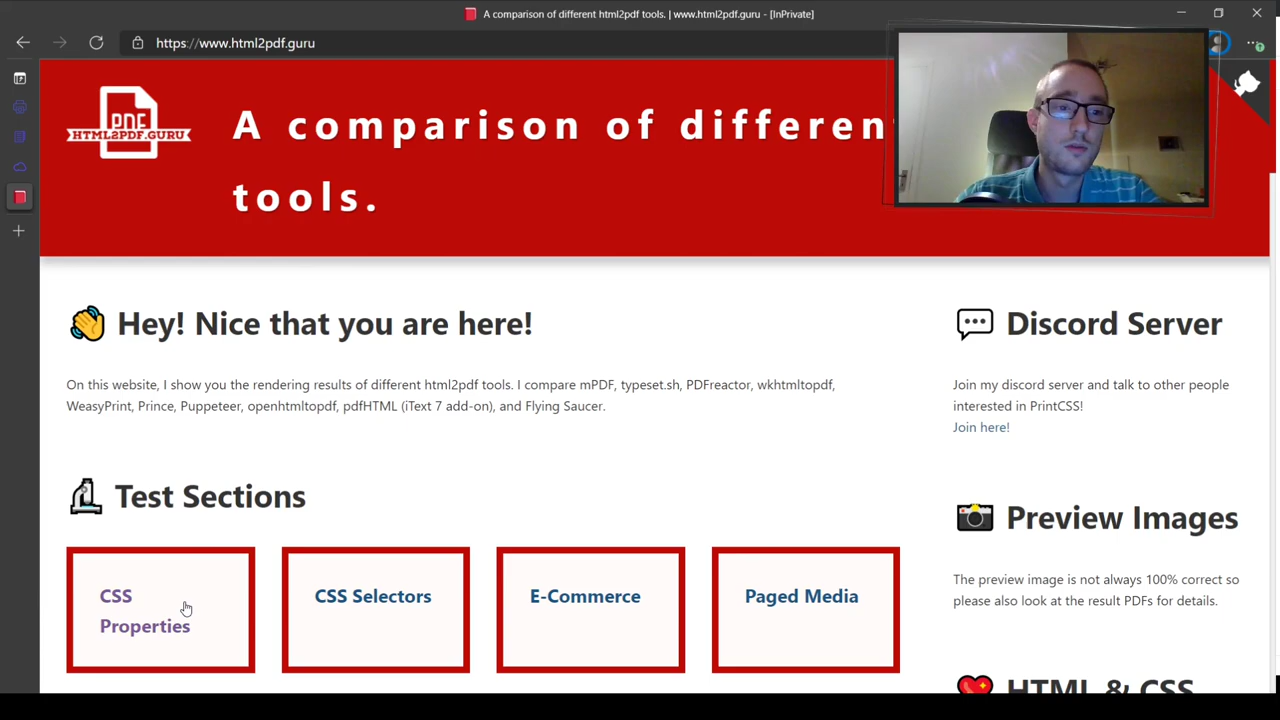 A comparison of different html2pdf tools. | www.html2pdf.guru - [InPrivate]
https://www.html2pdf.guru
PDF
HTML2PDF.GURU
A comparison of differen
tools.
Hey! Nice that you are here!
On this website, I show you the rendering results of different html2pdf tools. I compare mPDF, typeset.sh, PDFreactor, wkhtmltopdf,
WeasyPrint, Prince, Puppeteer, openhtmltopdf, pdfHTML (iText 7 add-on), and Flying Saucer.
Test Sections
CSS
Properties
CSS Selectors
E-Commerce
Paged Media
Discord Server
Join my discord server and talk to other people
interested in PrintCSS!
Join here!
Preview Images
The preview image is not always 100% correct so
please also look at the result PDFs for details.
HTML & CSS